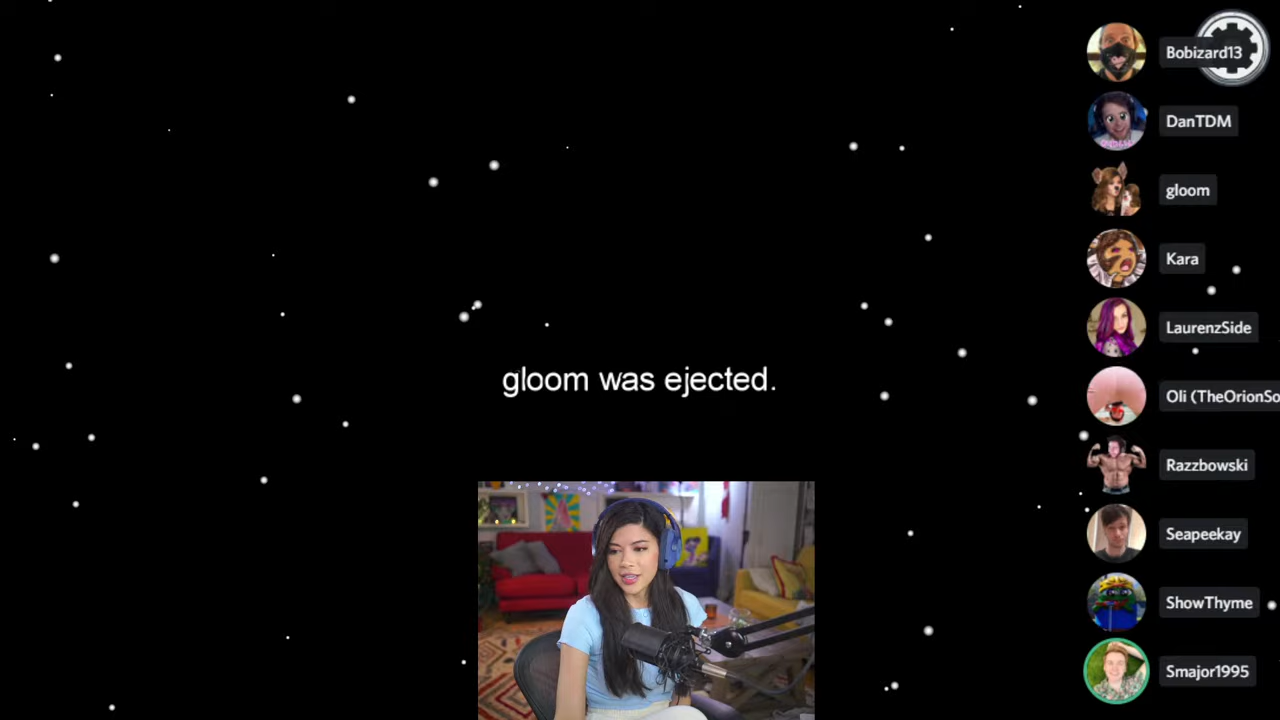 Bobizard13
DanTDM
gloom
Kara
LaurenzSide
gloom was ejected.
Oli (TheOrionSo
Razzbowski
Seapeekay
ShowThyme
Smajor1995